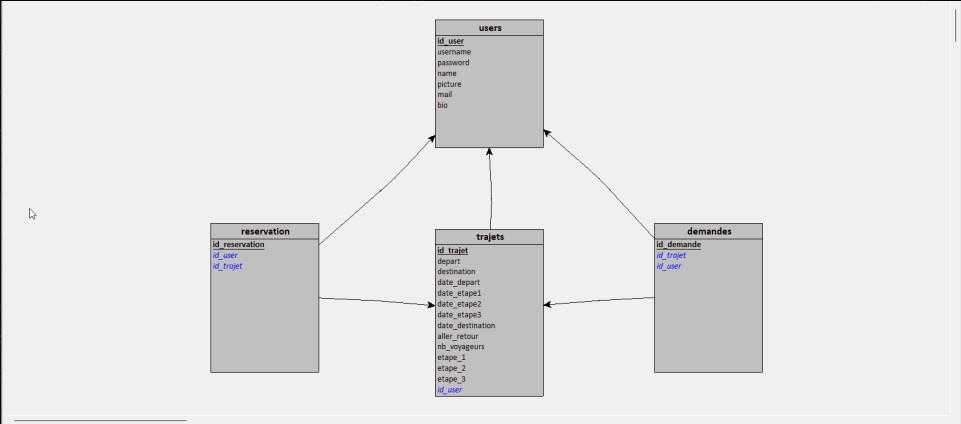 users
id_user
username
password
name
picture
mail
bio
reservation
id_reservation
id_user
id_trajet
trajets
id_trajet
depart
destination
date_depart
date_etape1
date_etape2
date_etape3
date_destination
aller_retour
nb_voyageurs
etape_1
etape_2
etape_3
id_user
demandes
id_demande
id_trajet
id_user